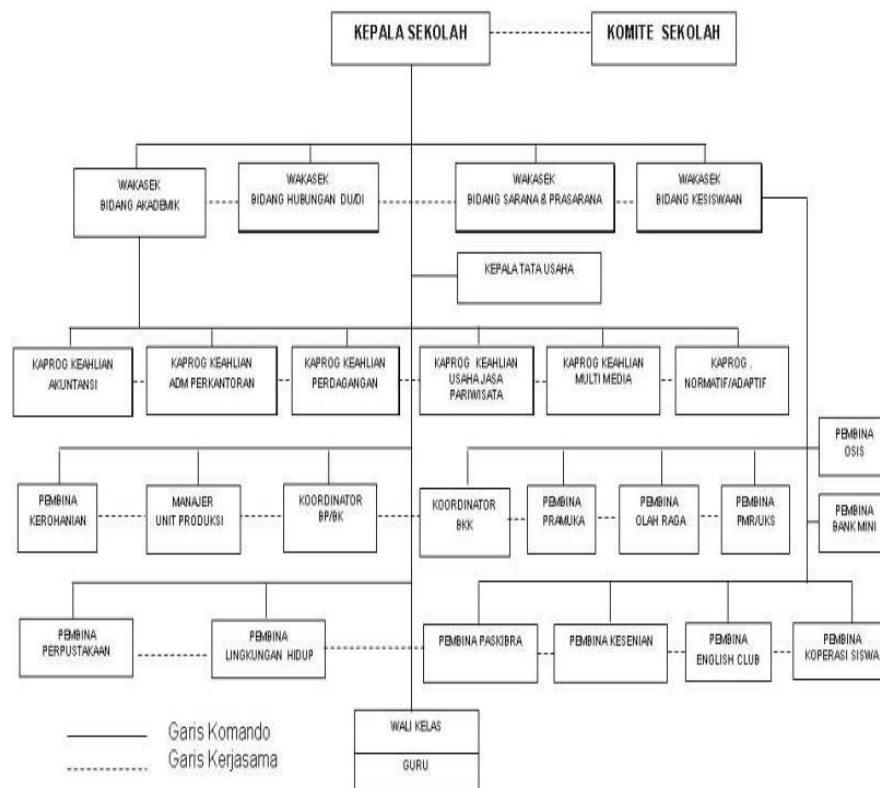 KEPALA SEKOLAH
KOMITE SEKOLAH
WAKASEK
BIDANG AKADEMIK
WAKASEK
BIDANG HUBUNGAN DU/DI
WAKASEK
BIDANG SARANA & PRASARANA
WAKASEK
BIDANG KESISWAAN
KEPALA TATA USAHA
KAPROG KEAHLIAN
AKUNTANSI
KAPROG KEAHLIAN
ADM PERKANTORAN
KAPROG KEAHLIAN
PERDAGANGAN
KAPROG KEAHLIAN
USAHA JASA
PARIWISATA
KAPROG KEAHLIAN
MULTI MEDIA
KAPROG .
NORMATIF/ADAPTIF
PEMBINA
OSIS
PEMBINA
KEROHANIAN
MANAJER
UNIT PRODUKSI
KOORDINATOR
BP/BK
KOORDINATOR
BKK
PEMBINA
PRAMUKA
PEMBINA
OLAH RAGA
PEMBINA
PMR/UKS
PEMBINA
BANK MINI
PEMBINA
PERPUSTAKAAN
PEMBINA
LINGKUNGAN HIDUP
PEMBINA PASKIBRA
PEMBINA KESENIAN
PEMBINA
ENGLISH CLUB
PEMBINA
KOPERASI SISWA
Garis Komando
Garis Kerjasama
WALI KELAS
GURU